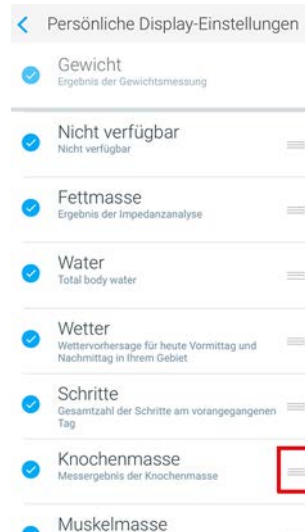 Persönliche Display-Einstellungen
Gewicht
Ergebnis der Gewichtsmessung
Nicht verfügbar
Nicht verfügbar
Fettmasse
Ergebnis der Impedanzanalyse
Water
Total body water
Wetter
Wettervorhersage für heute Vormittag und
Nachmittag in Ihrem Gebiet
Schritte
Gesamtzahl der Schritte am vorangegangenen
Tag
Knochenmasse
Messergebnis der Knochenmasse
Muskelmasse